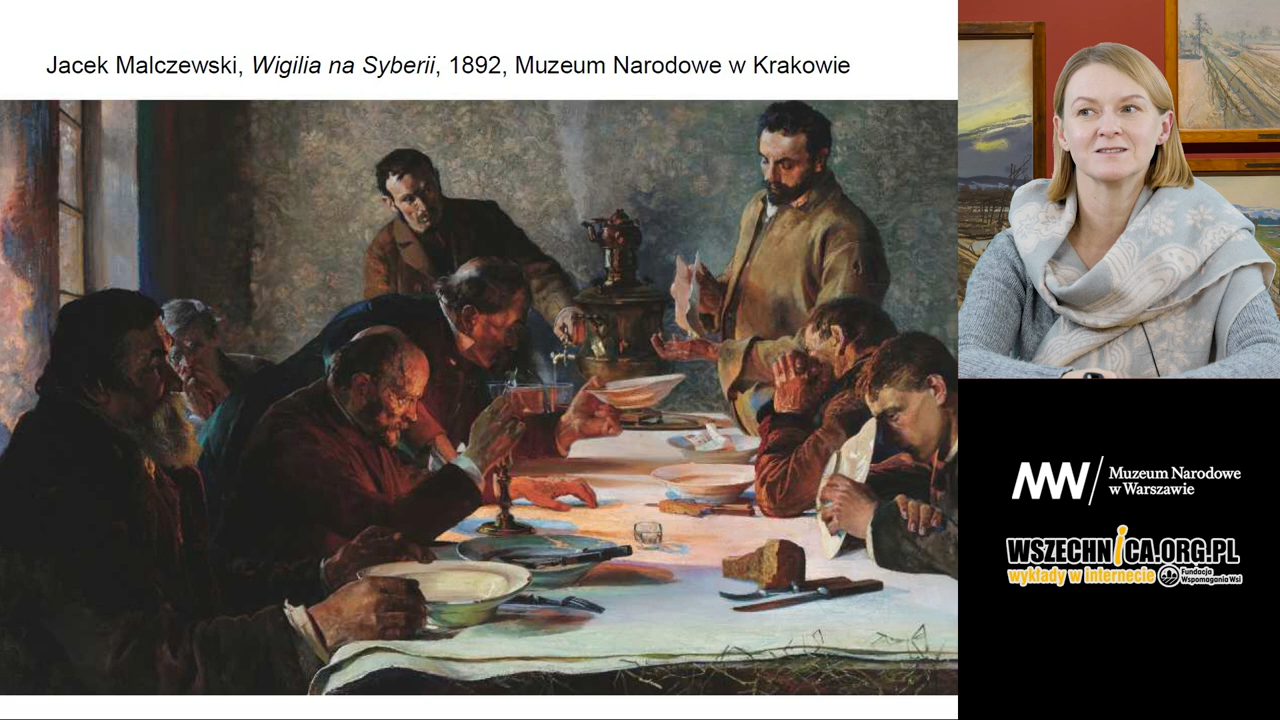 Jacek Malczewski, Wigilia na Syberii, 1892, Muzeum Narodowe w Krakowie
MNW
Muzeum Narodowe
w Warszawie
WSZECHNICA.ORG.PL
wykłady w internecie
Fundacja
Wspomagania Wsi